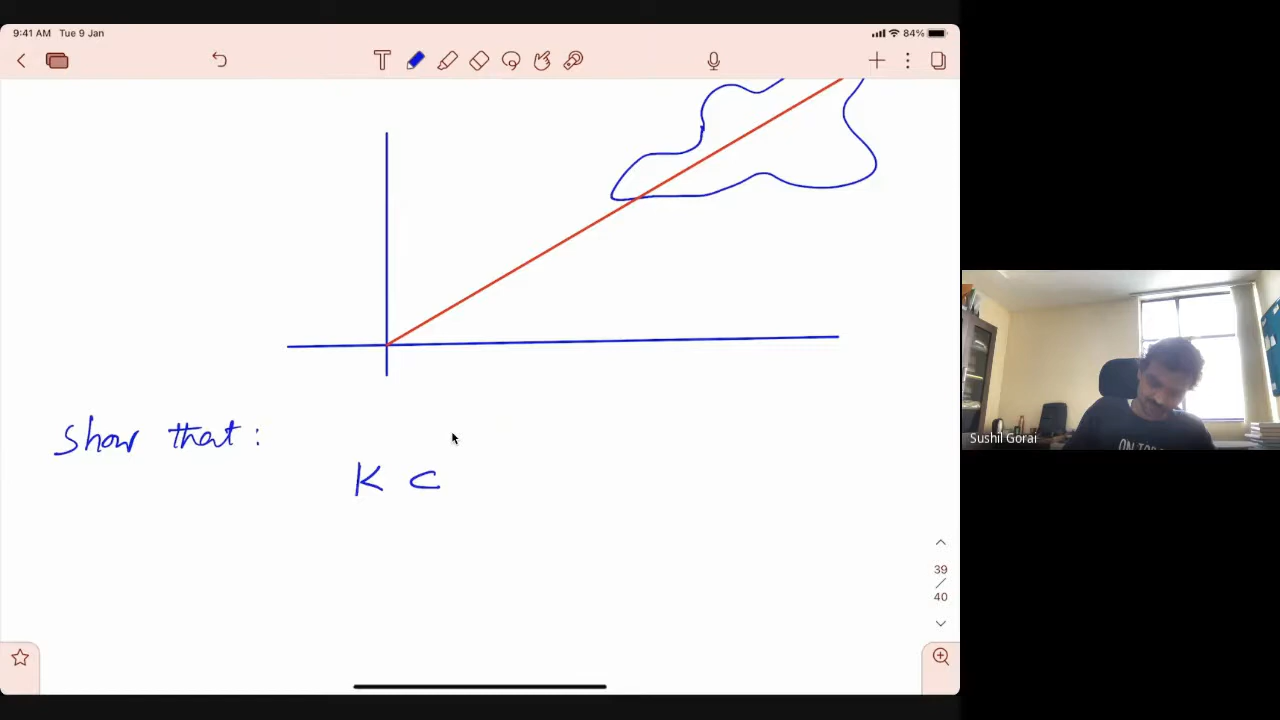 9:41 AM Tue 9 Jan
84%
T
Show that :
K ⊂
39
/
40
Sushil Gorai